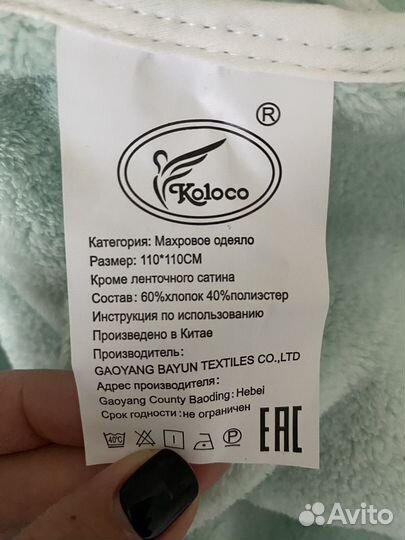 ®
Koloco
Категория: Махровое одеяло
Размер: 110*110CM
Кроме ленточного сатина
Состав: 60%хлопок 40%полиэстер
Инструкция по использованию
Произведено в Китае
Производитель:
GAOYANG BAYUN TEXTILES CO.,LTD
Адрес производителя:
Gaoyang County Baoding: Hebei
Срок годности: не ограничен
40℃
P
EAC
Avito